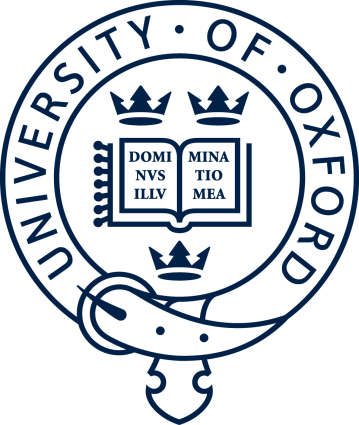 UNIVERSITY · OF · OXFORD
DOMI
NVS
ILLV
MINA
TIO
MEA